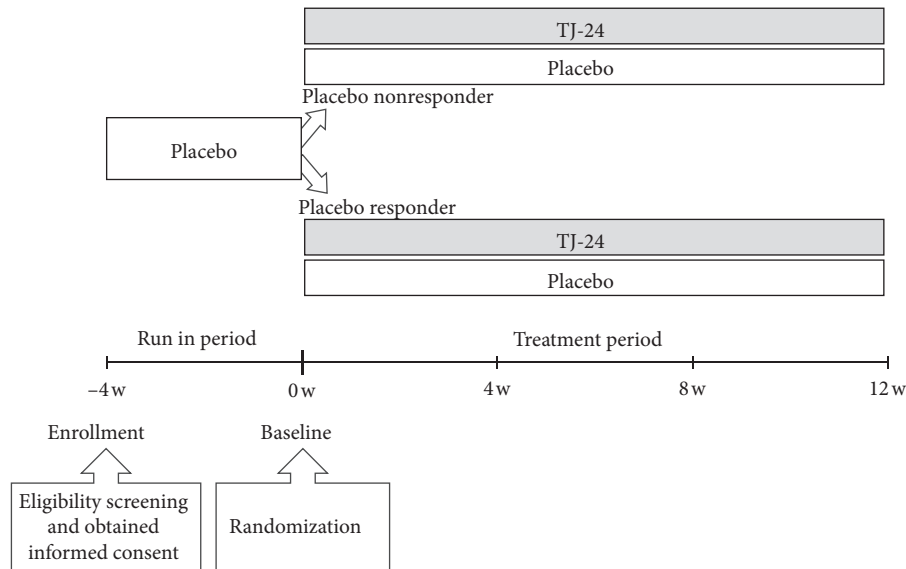 TJ-24
Placebo
Placebo nonresponder
Placebo
Placebo responder
TJ-24
Placebo
Run in period
Treatment period
–4 w
0 w
4 w
8 w
12 w
Enrollment
Baseline
Eligibility screening
and obtained
informed consent
Randomization